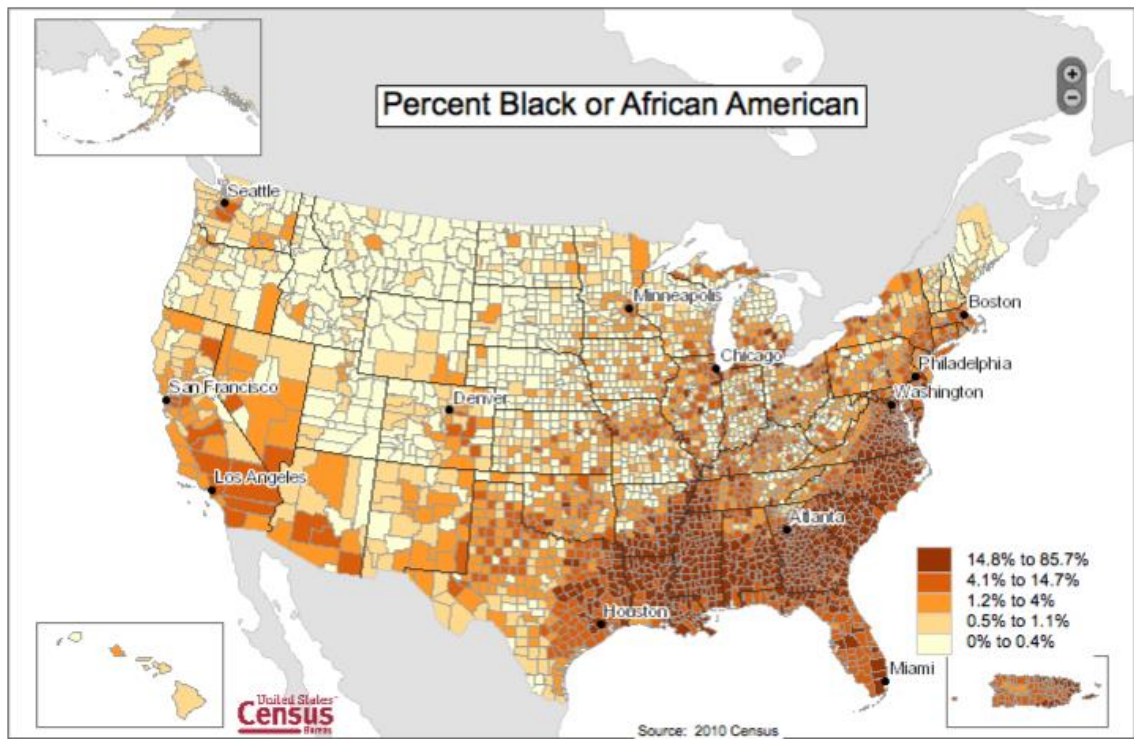 Percent Black or African American
Seattle
Minneapolis
Boston
Chicago
Philadelphia
San Francisco
Denver
Washington
Los Angeles
Atlanta
14.8% to 85.7%
4.1% to 14.7%
1.2% to 4%
0.5% to 1.1%
0% to 0.4%
Houston
Miami
United States
Census
Bureau
Source: 2010 Census